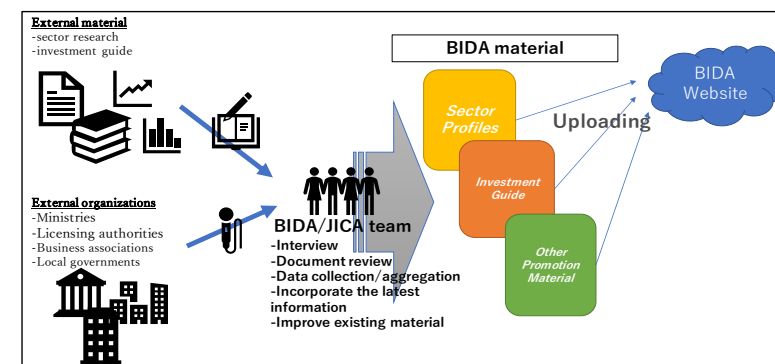 External material
-sector research
-investment guide
External organizations
-Ministries
-Licensing authorities
-Business associations
-Local governments
BIDA/JICA team
-Interview
-Document review
-Data collection/aggregation
-Incorporate the latest
information
-Improve existing material
BIDA material
Sector
Profiles
Investment
Guide
Other
Promotion
Material
Uploading
BIDA
Website